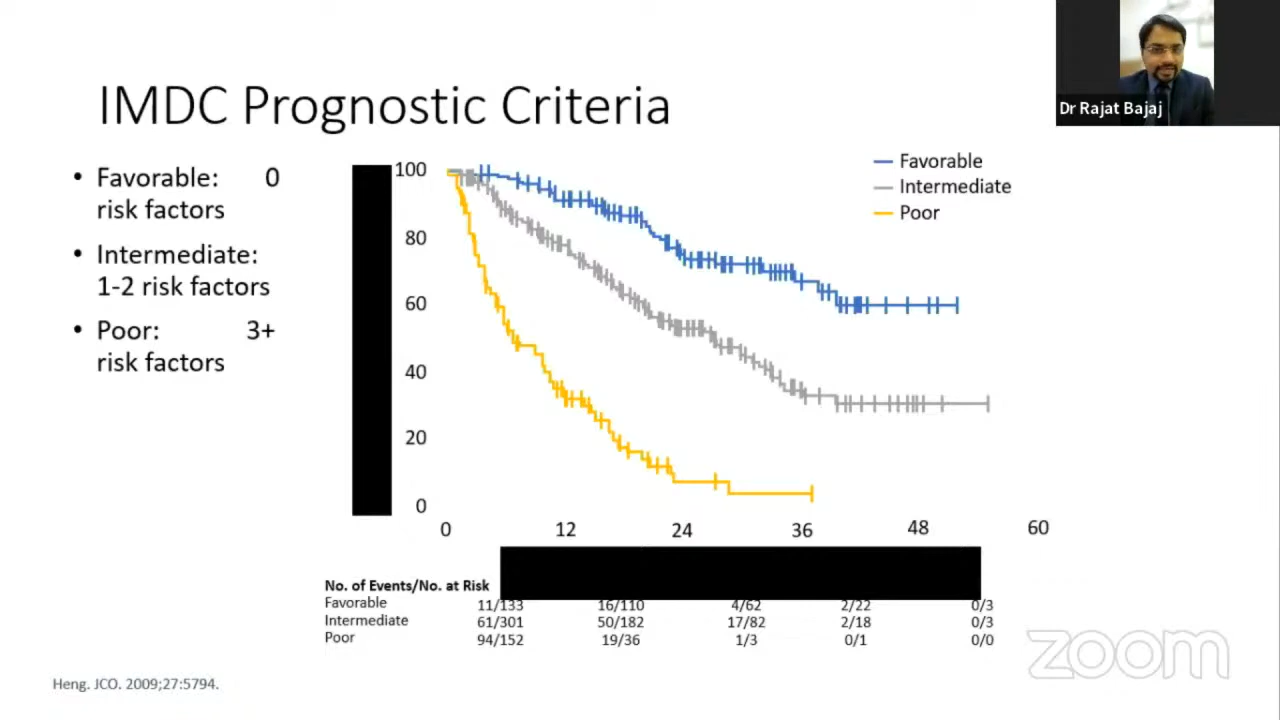 IMDC Prognostic Criteria
Dr Rajat Bajaj
• Favorable: 0
risk factors
• Intermediate:
1-2 risk factors
• Poor: 3+
risk factors
Favorable
Intermediate
Poor
100
80
60
40
20
0
0 12 24 36 48 60
No. of Events/No. at Risk
Favorable 11/133 16/110 4/62 2/22 0/3
Intermediate 61/301 50/182 17/82 2/18 0/3
Poor 94/152 19/36 1/3 0/1 0/0
zoom
Heng. JCO. 2009;27:5794.